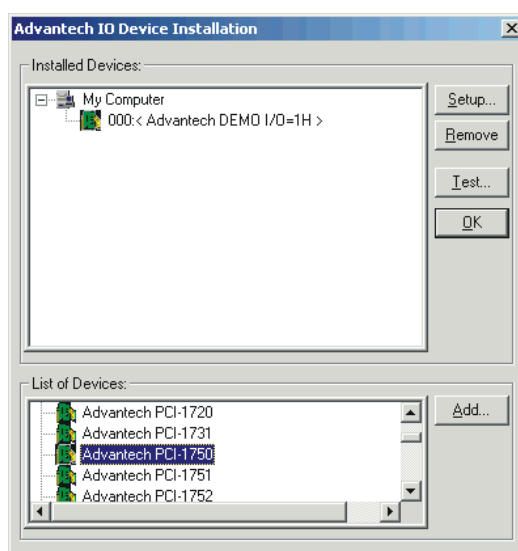 Advantech IO Device Installation
Installed Devices:
My Computer
000:< Advantech DEMO I/O=1H >
Setup...
Remove
Test...
OK
List of Devices:
Advantech PCI-1720
Advantech PCI-1731
Advantech PCI-1750
Advantech PCI-1751
Advantech PCI-1752
Add...